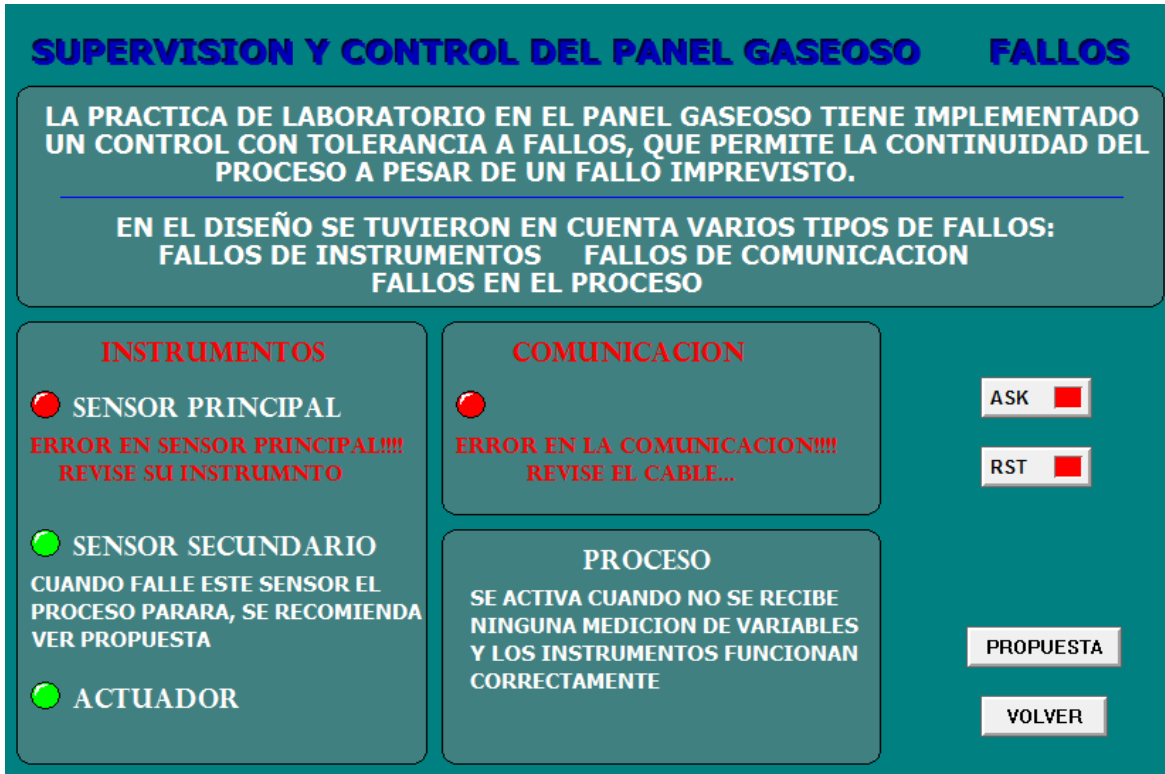 SUPERVISION Y CONTROL DEL PANEL GASEOSO FALLOS
LA PRACTICA DE LABORATORIO EN EL PANEL GASEOSO TIENE IMPLEMENTADO
UN CONTROL CON TOLERANCIA A FALLOS, QUE PERMITE LA CONTINUIDAD DEL
PROCESO A PESAR DE UN FALLO IMPREVISTO.
EN EL DISEÑO SE TUVIERON EN CUENTA VARIOS TIPOS DE FALLOS:
FALLOS DE INSTRUMENTOS FALLOS DE COMUNICACION
FALLOS EN EL PROCESO
INSTRUMENTOS
SENSOR PRINCIPAL
ERROR EN SENSOR PRINCIPAL!!!!
REVISE SU INSTRUMNTO
SENSOR SECUNDARIO
CUANDO FALLE ESTE SENSOR EL
PROCESO PARARA, SE RECOMIENDA
VER PROPUESTA
ACTUADOR
COMUNICACION
ERROR EN LA COMUNICACION!!!!
REVISE EL CABLE...
PROCESO
SE ACTIVA CUANDO NO SE RECIBE
NINGUNA MEDICION DE VARIABLES
Y LOS INSTRUMENTOS FUNCIONAN
CORRECTAMENTE
ASK
RST
PROPUESTA
VOLVER